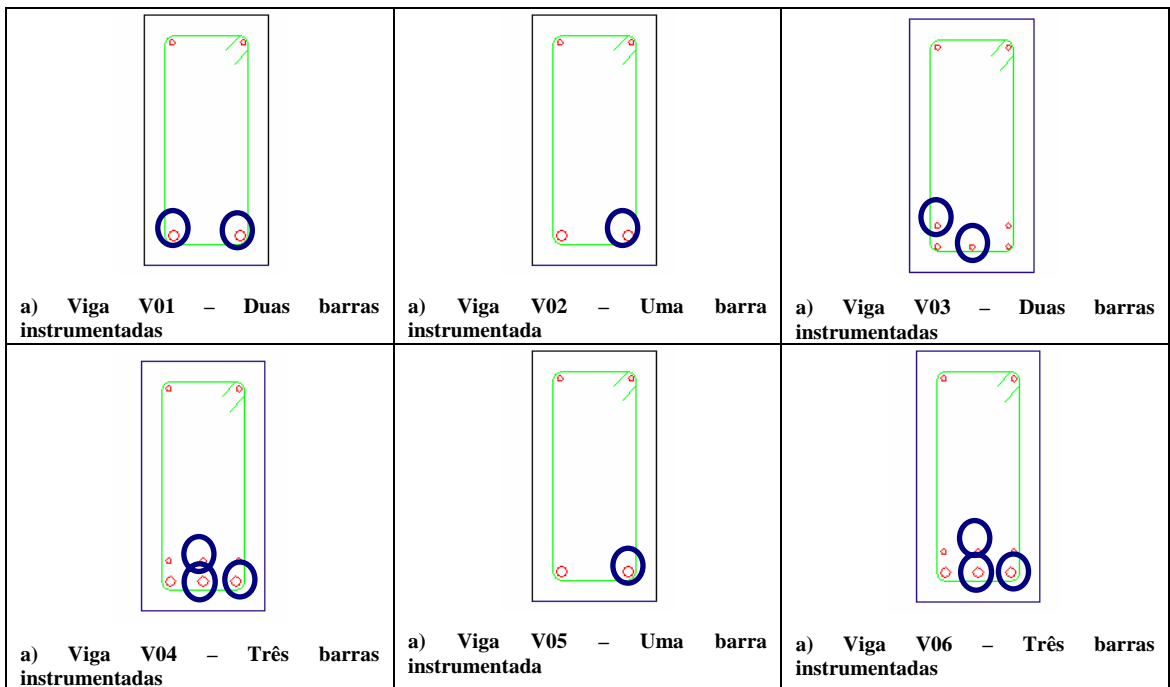 a) Viga V01 – Duas barras
instrumentadas
a) Viga V02 – Uma barra
instrumentada
a) Viga V03 – Duas barras
instrumentadas
a) Viga V04 – Três barras
instrumentadas
a) Viga V05 – Uma barra
instrumentada
a) Viga V06 – Três barras
instrumentadas